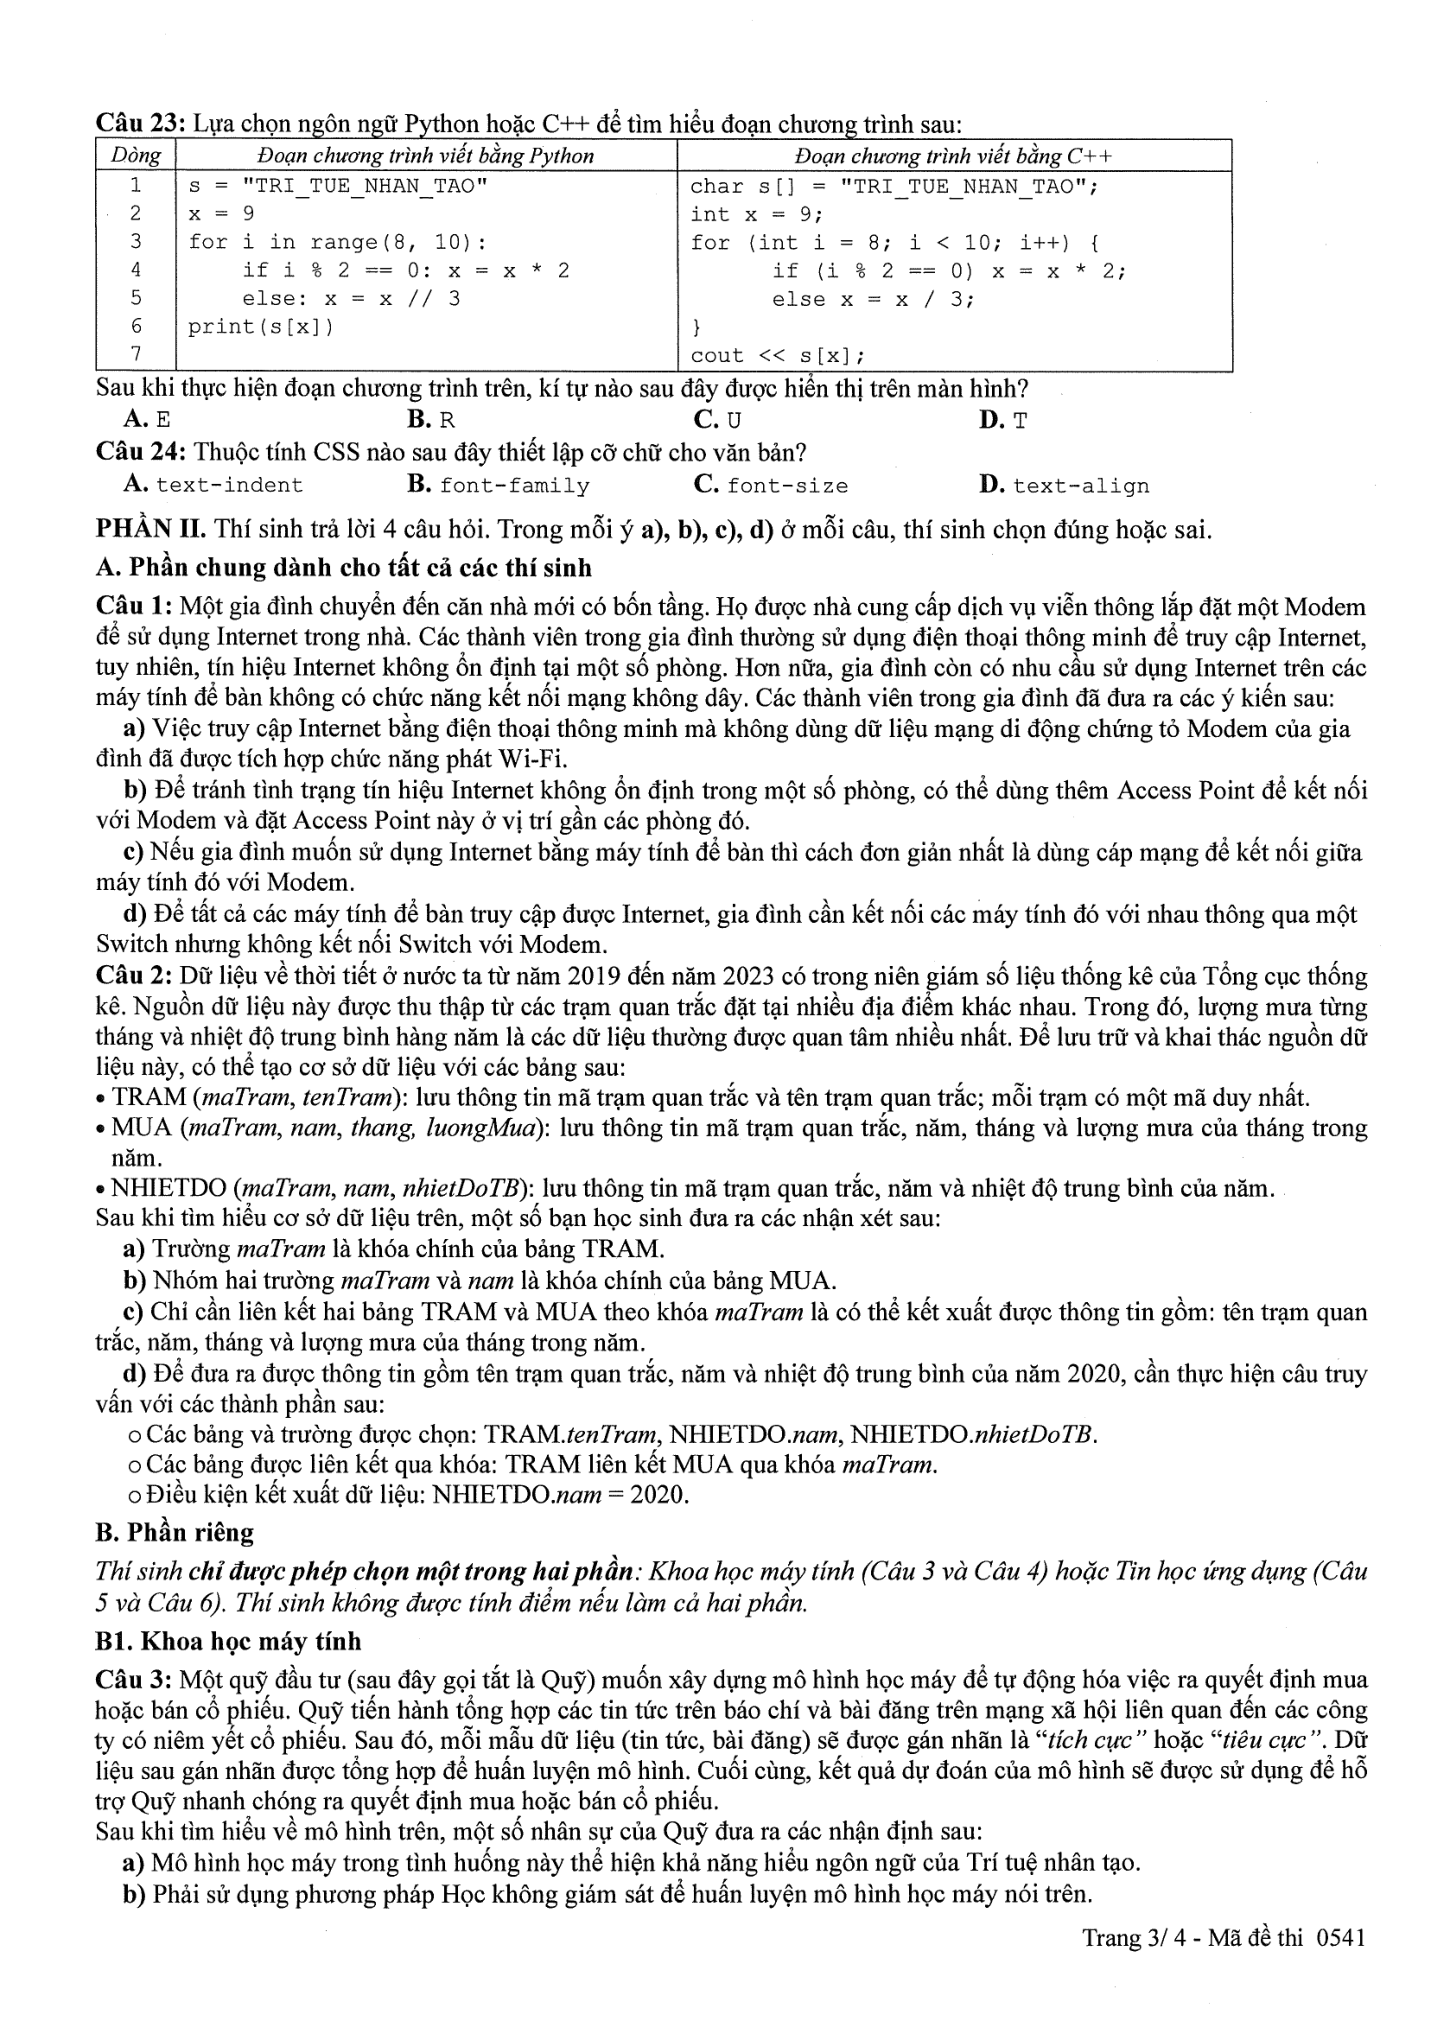 Câu 23: Lựa chọn ngôn ngữ Python hoặc C++ để tìm hiểu đoạn chương trình sau:
Dòng Đoạn chương trình viết bằng Python Đoạn chương trình viết bằng C++
1 s = "TRI_TUE_NHAN_TAO" char s[] = "TRI_TUE_NHAN_TAO";
2 x = 9 int x = 9;
3 for i in range(8, 10): for (int i = 8; i < 10; i++) {
4 if i % 2 == 0: x = x * 2 if (i % 2 == 0) x = x * 2;
5 else: x = x // 3 else x = x / 3;
6 print(s[x]) }
7 cout << s[x];
Sau khi thực hiện đoạn chương trình trên, kí tự nào sau đây được hiển thị trên màn hình?
A. E B. R C. U D. T
Câu 24: Thuộc tính CSS nào sau đây thiết lập cỡ chữ cho văn bản?
A. text-indent B. font-family C. font-size D. text-align
PHẦN II. Thí sinh trả lời 4 câu hỏi. Trong mỗi ý a), b), c), d) ở mỗi câu, thí sinh chọn đúng hoặc sai.
A. Phần chung dành cho tất cả các thí sinh
Câu 1: Một gia đình chuyển đến căn nhà mới có bốn tầng. Họ được nhà cung cấp dịch vụ viễn thông lắp đặt một Modem
để sử dụng Internet trong nhà. Các thành viên trong gia đình thường sử dụng điện thoại thông minh để truy cập Internet,
tuy nhiên, tín hiệu Internet không ổn định tại một số phòng. Hơn nữa, gia đình còn có nhu cầu sử dụng Internet trên các
máy tính để bàn không có chức năng kết nối mạng không dây. Các thành viên trong gia đình đã đưa ra các ý kiến sau:
a) Việc truy cập Internet bằng điện thoại thông minh mà không dùng dữ liệu mạng di động chứng tỏ Modem của gia
đình đã được tích hợp chức năng phát Wi-Fi.
b) Để tránh tình trạng tín hiệu Internet không ổn định trong một số phòng, có thể dùng thêm Access Point để kết nối
với Modem và đặt Access Point này ở vị trí gần các phòng đó.
c) Nếu gia đình muốn sử dụng Internet bằng máy tính để bàn thì cách đơn giản nhất là dùng cáp mạng để kết nối giữa
máy tính đó với Modem.
d) Để tất cả các máy tính để bàn truy cập được Internet, gia đình cần kết nối các máy tính đó với nhau thông qua một
Switch nhưng không kết nối Switch với Modem.
Câu 2: Dữ liệu về thời tiết ở nước ta từ năm 2019 đến năm 2023 có trong niên giám số liệu thống kê của Tổng cục thống
kê. Nguồn dữ liệu này được thu thập từ các trạm quan trắc đặt tại nhiều địa điểm khác nhau. Trong đó, lượng mưa từng
tháng và nhiệt độ trung bình hàng năm là các dữ liệu thường được quan tâm nhiều nhất. Để lưu trữ và khai thác nguồn dữ
liệu này, có thể tạo cơ sở dữ liệu với các bảng sau:
• TRAM (maTram, tenTram): lưu thông tin mã trạm quan trắc và tên trạm quan trắc; mỗi trạm có một mã duy nhất.
• MUA (maTram, nam, thang, luongMua): lưu thông tin mã trạm quan trắc, năm, tháng và lượng mưa của tháng trong
năm.
• NHIETDO (maTram, nam, nhietDoTB): lưu thông tin mã trạm quan trắc, năm và nhiệt độ trung bình của năm.
Sau khi tìm hiểu cơ sở dữ liệu trên, một số bạn học sinh đưa ra các nhận xét sau:
a) Trường maTram là khóa chính của bảng TRAM.
b) Nhóm hai trường maTram và nam là khóa chính của bảng MUA.
c) Chỉ cần liên kết hai bảng TRAM và MUA theo khóa maTram là có thể kết xuất được thông tin gồm: tên trạm quan
trắc, năm, tháng và lượng mưa của tháng trong năm.
d) Để đưa ra được thông tin gồm tên trạm quan trắc, năm và nhiệt độ trung bình của năm 2020, cần thực hiện câu truy
vấn với các thành phần sau:
o Các bảng và trường được chọn: TRAM.tenTram, NHIETDO.nam, NHIETDO.nhietDoTB.
o Các bảng được liên kết qua khóa: TRAM liên kết MUA qua khóa maTram.
o Điều kiện kết xuất dữ liệu: NHIETDO.nam = 2020.
B. Phần riêng
Thí sinh chỉ được phép chọn một trong hai phần: Khoa học máy tính (Câu 3 và Câu 4) hoặc Tin học ứng dụng (Câu
5 và Câu 6). Thí sinh không được tính điểm nếu làm cả hai phần.
B1. Khoa học máy tính
Câu 3: Một quỹ đầu tư (sau đây gọi tắt là Quỹ) muốn xây dựng mô hình học máy để tự động hóa việc ra quyết định mua
hoặc bán cổ phiếu. Quỹ tiến hành tổng hợp các tin tức trên báo chí và bài đăng trên mạng xã hội liên quan đến các công
ty có niêm yết cổ phiếu. Sau đó, mỗi mẫu dữ liệu (tin tức, bài đăng) sẽ được gán nhãn là “tích cực” hoặc “tiêu cực”. Dữ
liệu sau gán nhãn được tổng hợp để huấn luyện mô hình. Cuối cùng, kết quả dự đoán của mô hình sẽ được sử dụng để hỗ
trợ Quỹ nhanh chóng ra quyết định mua hoặc bán cổ phiếu.
Sau khi tìm hiểu về mô hình trên, một số nhân sự của Quỹ đưa ra các nhận định sau:
a) Mô hình học máy trong tình huống này thể hiện khả năng hiểu ngôn ngữ của Trí tuệ nhân tạo.
b) Phải sử dụng phương pháp Học không giám sát để huấn luyện mô hình học máy nói trên.
Trang 3/ 4 - Mã đề thi 0541